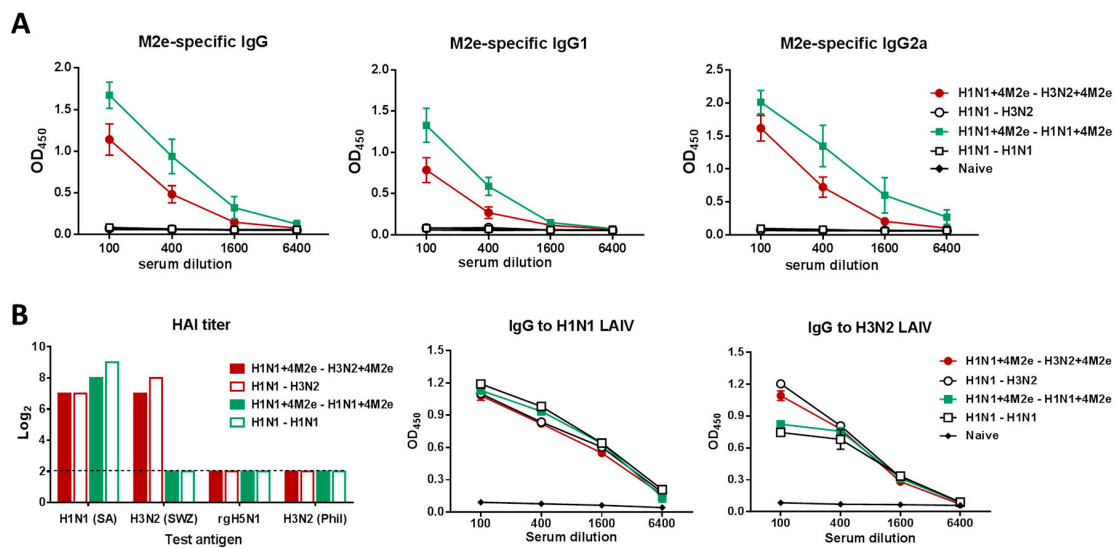 A
M2e-specific IgG
M2e-specific IgG1
M2e-specific IgG2a
OD450
2.0
1.5
1.0
0.5
0.0
100
400
1600
6400
serum dilution
OD450
2.0
1.5
1.0
0.5
0.0
100
400
1600
6400
serum dilution
OD450
2.5
2.0
1.5
1.0
0.5
0.0
100
400
1600
6400
serum dilution
H1N1+4M2e - H3N2+4M2e
H1N1 - H3N2
H1N1+4M2e - H1N1+4M2e
H1N1 - H1N1
Naive
B
HAI titer
Log2
10
8
6
4
2
0
H1N1+4M2e - H3N2+4M2e
H1N1 - H3N2
H1N1+4M2e - H1N1+4M2e
H1N1 - H1N1
H1N1 (SA)
H3N2 (SWZ)
rgH5N1
H3N2 (Phil)
Test antigen
IgG to H1N1 LAIV
OD450
1.5
1.2
0.9
0.6
0.3
0.0
100
400
1600
6400
Serum dilution
IgG to H3N2 LAIV
OD450
1.5
1.2
0.9
0.6
0.3
0.0
100
400
1600
6400
Serum dilution
H1N1+4M2e - H3N2+4M2e
H1N1 - H3N2
H1N1+4M2e - H1N1+4M2e
H1N1 - H1N1
Naive